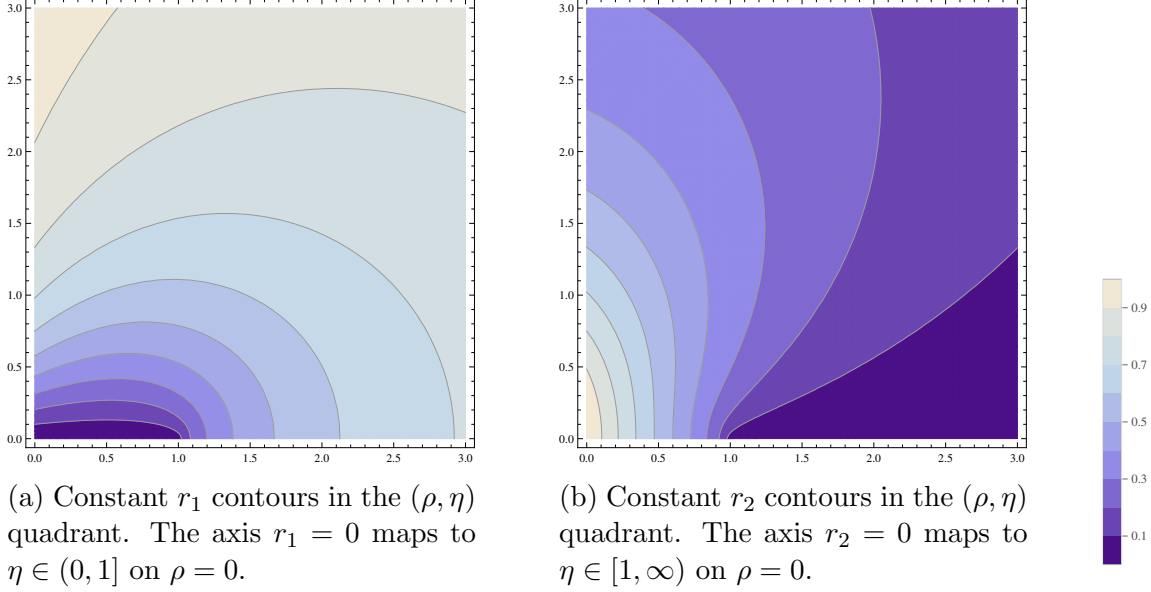 3.0
2.5
2.0
1.5
1.0
0.5
0.0
0.0 0.5 1.0 1.5 2.0 2.5 3.0
(a) Constant r₁ contours in the (ρ, η)
quadrant. The axis r₁ = 0 maps to
η ∈ (0, 1] on ρ = 0.
3.0
2.5
2.0
1.5
1.0
0.5
0.0
0.0 0.5 1.0 1.5 2.0 2.5 3.0
(b) Constant r₂ contours in the (ρ, η)
quadrant. The axis r₂ = 0 maps to
η ∈ [1, ∞) on ρ = 0.
0.9
0.7
0.5
0.3
0.1